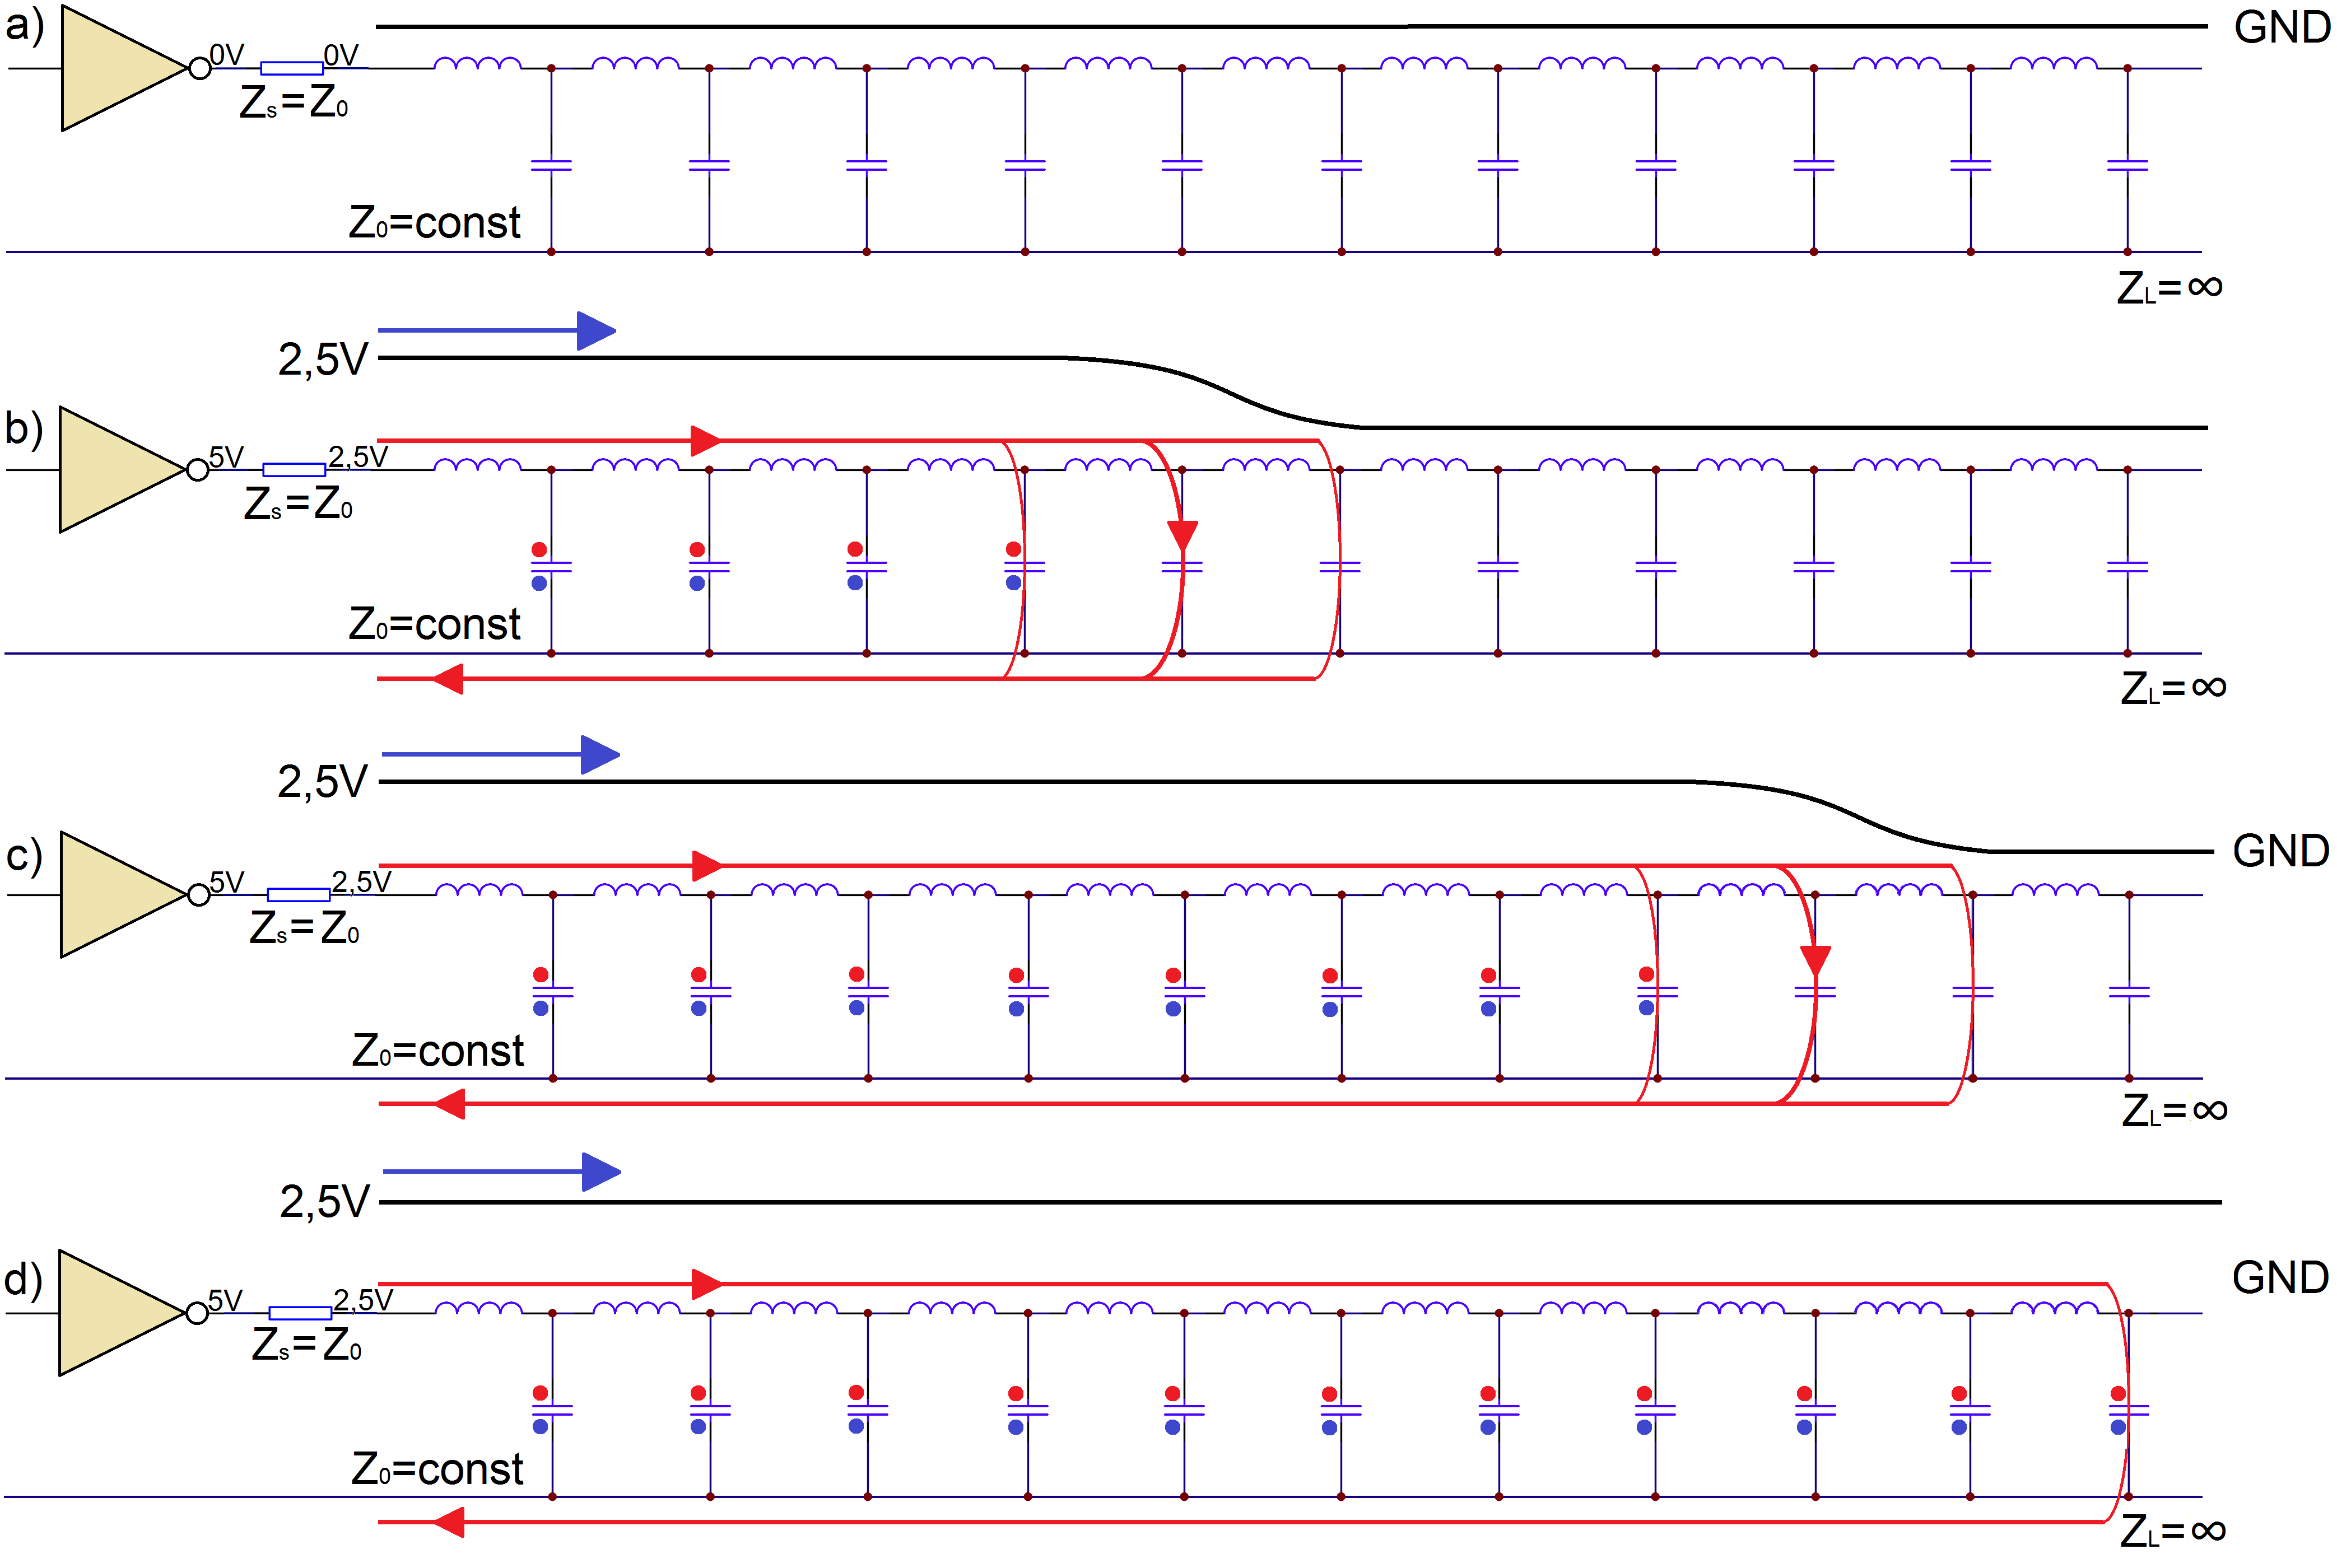 a)
0V 0V
GND
Zs=Z0
Z0=const
ZL=∞
2,5V
b)
5V 2,5V
Zs=Z0
Z0=const
ZL=∞
2,5V
c)
5V 2,5V
GND
Zs=Z0
Z0=const
ZL=∞
2,5V
d)
5V 2,5V
GND
Zs=Z0
Z0=const
ZL=∞